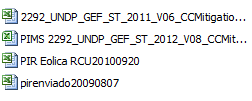 2292_UNDP_GEF_ST_2011_V06_CCMitigatio...
PIMS 2292_UNDP_GEF_ST_2012_V08_CCMit...
PIR Eolica RCU20100920
pirenviado20090807